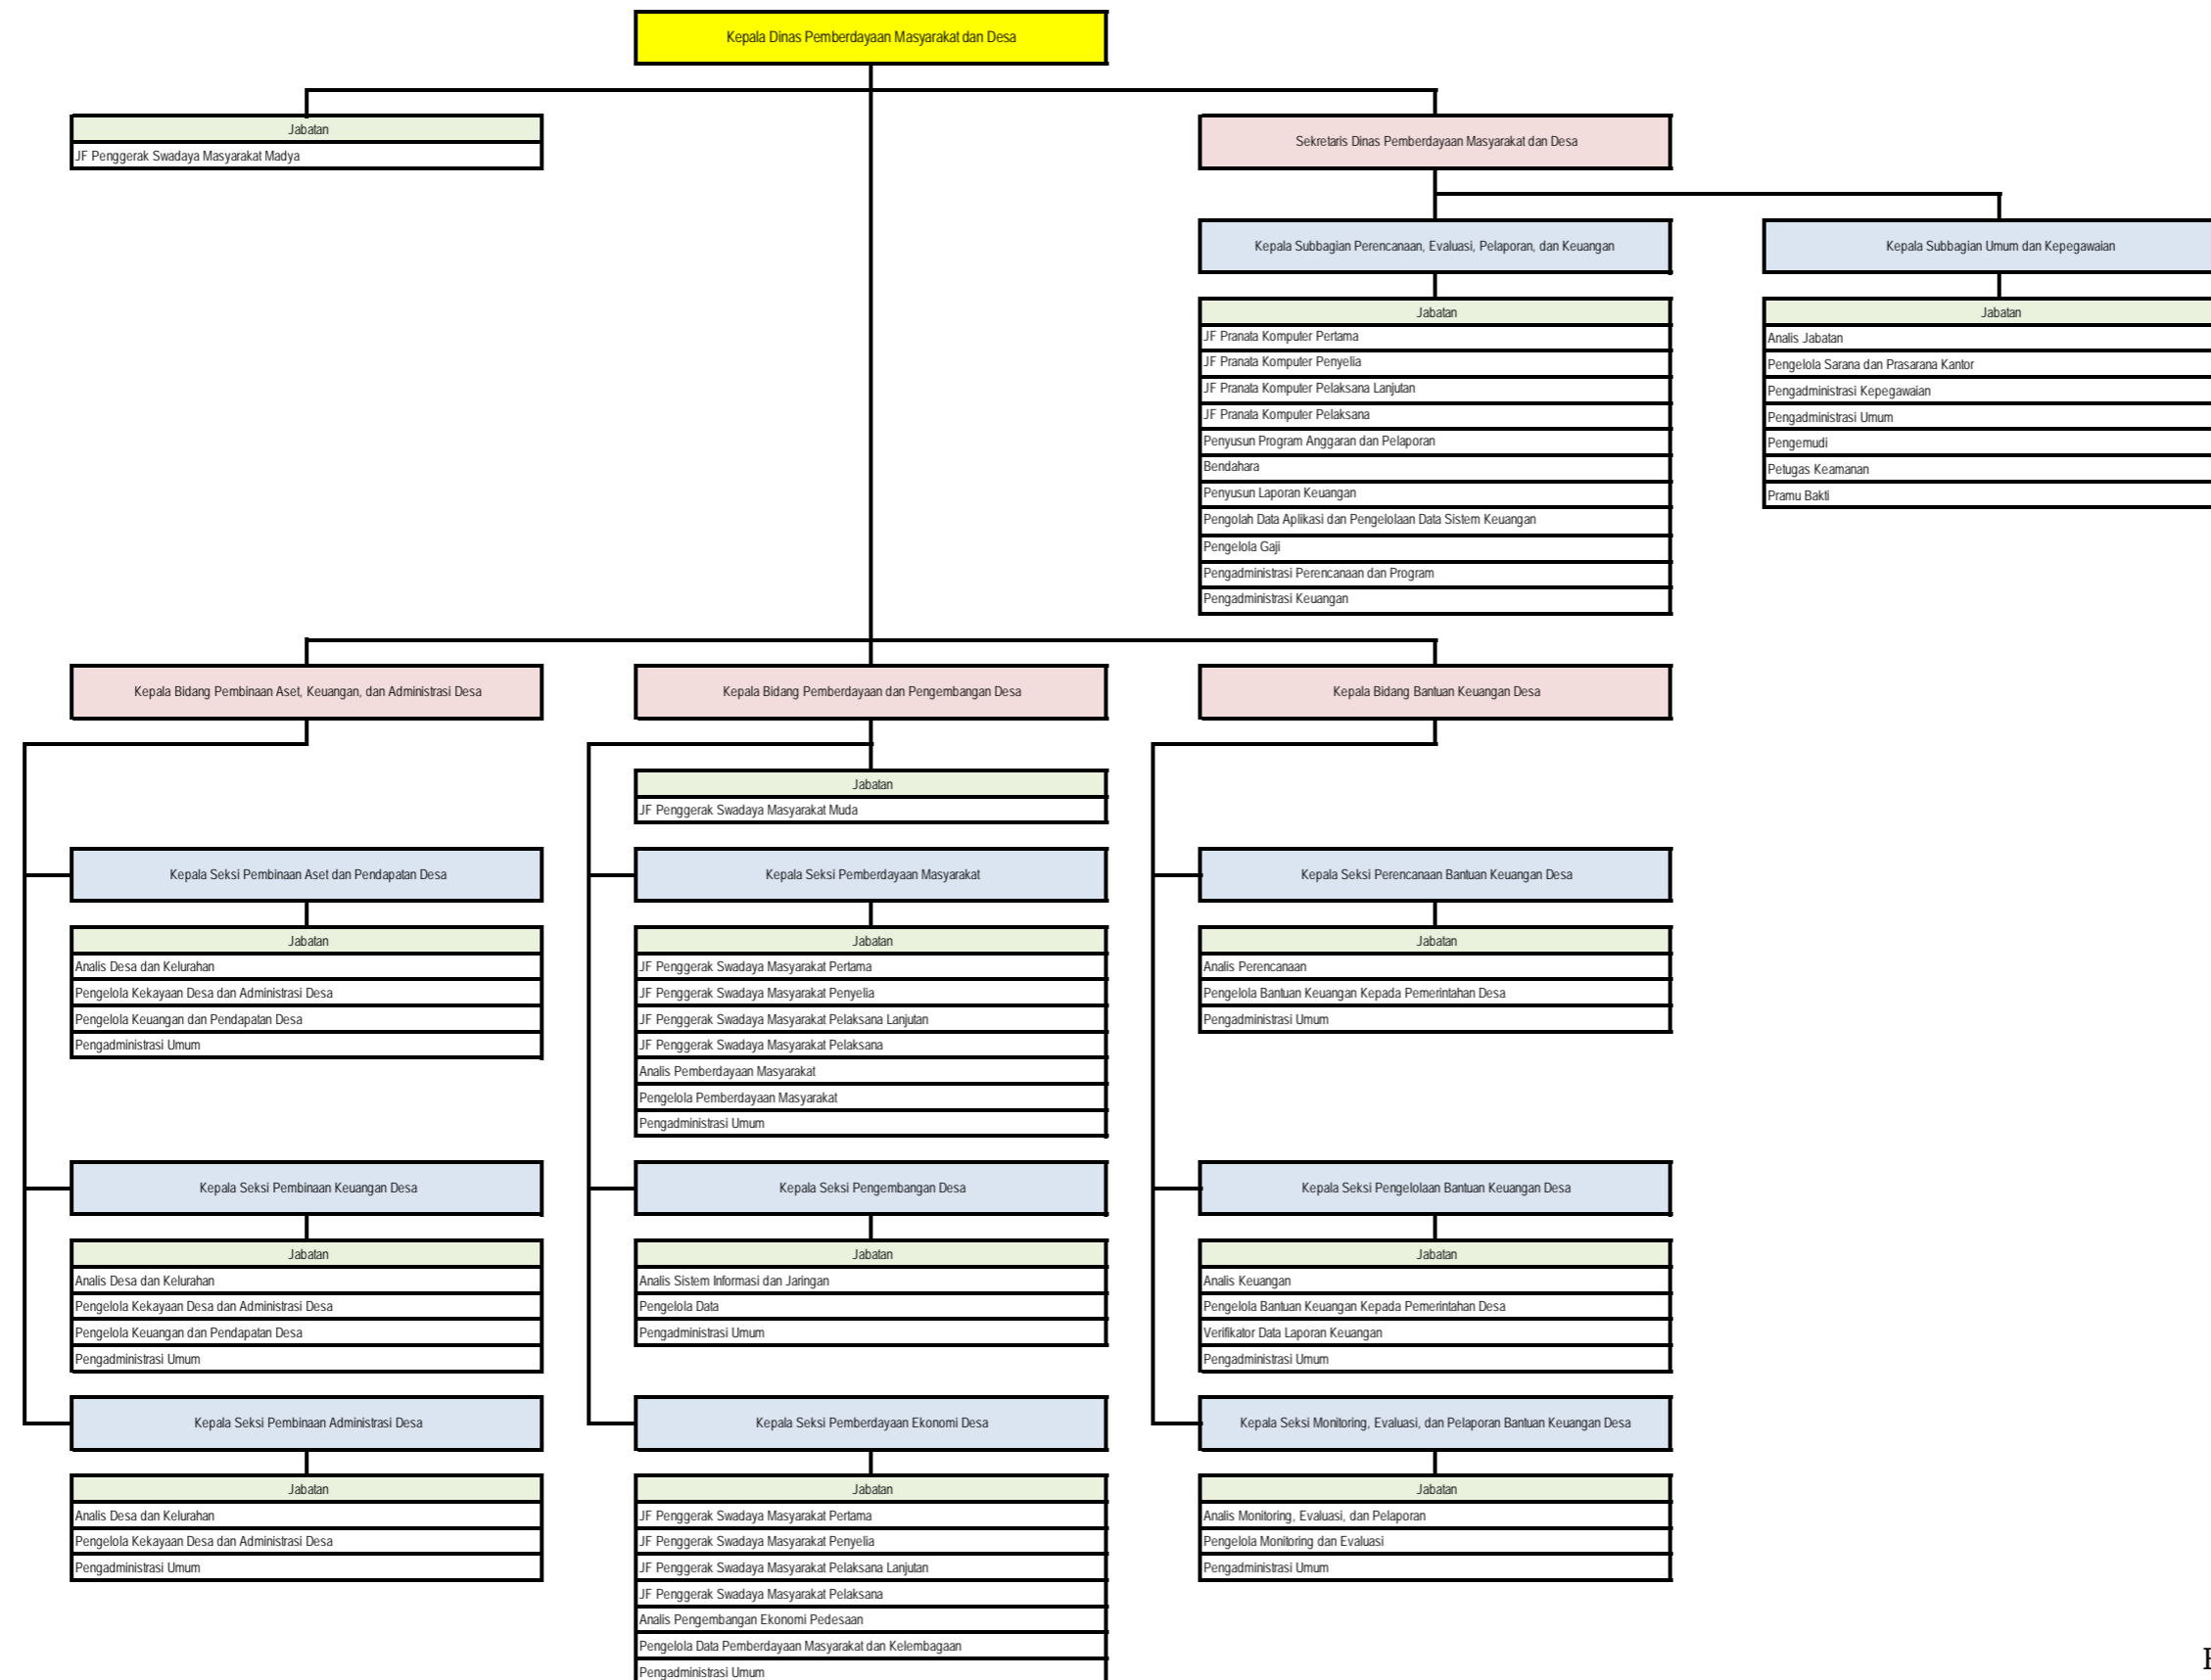 Kepala Dinas Pemberdayaan Masyarakat dan Desa
Jabatan
JF Penggerak Swadaya Masyarakat Madya
Sekretaris Dinas Pemberdayaan Masyarakat dan Desa
Kepala Subbagian Perencanaan, Evaluasi, Pelaporan, dan Keuangan
Jabatan
JF Pranata Komputer Pertama
JF Pranata Komputer Penyelia
JF Pranata Komputer Pelaksana Lanjutan
JF Pranata Komputer Pelaksana
Penyusun Program Anggaran dan Pelaporan
Bendahara
Penyusun Laporan Keuangan
Pengolah Data Aplikasi dan Pengelolaan Data Sistem Keuangan
Pengelola Gaji
Pengadministrasi Perencanaan dan Program
Pengadministrasi Keuangan
Kepala Subbagian Umum dan Kepegawaian
Jabatan
Analis Jabatan
Pengelola Sarana dan Prasarana Kantor
Pengadministrasi Kepegawaian
Pengadministrasi Umum
Pengemudi
Petugas Keamanan
Pramu Bakti
Kepala Bidang Pembinaan Aset, Keuangan, dan Administrasi Desa
Kepala Seksi Pembinaan Aset dan Pendapatan Desa
Jabatan
Analis Desa dan Kelurahan
Pengelola Kekayaan Desa dan Administrasi Desa
Pengelola Keuangan dan Pendapatan Desa
Pengadministrasi Umum
Kepala Seksi Pembinaan Keuangan Desa
Jabatan
Analis Desa dan Kelurahan
Pengelola Kekayaan Desa dan Administrasi Desa
Pengelola Keuangan dan Pendapatan Desa
Pengadministrasi Umum
Kepala Seksi Pembinaan Administrasi Desa
Jabatan
Analis Desa dan Kelurahan
Pengelola Kekayaan Desa dan Administrasi Desa
Pengadministrasi Umum
Kepala Bidang Pemberdayaan dan Pengembangan Desa
Jabatan
JF Penggerak Swadaya Masyarakat Muda
Kepala Seksi Pemberdayaan Masyarakat
Jabatan
JF Penggerak Swadaya Masyarakat Pertama
JF Penggerak Swadaya Masyarakat Penyelia
JF Penggerak Swadaya Masyarakat Pelaksana Lanjutan
JF Penggerak Swadaya Masyarakat Pelaksana
Analis Pemberdayaan Masyarakat
Pengelola Pemberdayaan Masyarakat
Pengadministrasi Umum
Kepala Seksi Pengembangan Desa
Jabatan
Analis Sistem Informasi dan Jaringan
Pengelola Data
Pengadministrasi Umum
Kepala Seksi Pemberdayaan Ekonomi Desa
Jabatan
JF Penggerak Swadaya Masyarakat Pertama
JF Penggerak Swadaya Masyarakat Penyelia
JF Penggerak Swadaya Masyarakat Pelaksana Lanjutan
JF Penggerak Swadaya Masyarakat Pelaksana
Analis Pengembangan Ekonomi Pedesaan
Pengelola Data Pemberdayaan Masyarakat dan Kelembagaan
Pengadministrasi Umum
Kepala Bidang Bantuan Keuangan Desa
Kepala Seksi Perencanaan Bantuan Keuangan Desa
Jabatan
Analis Perencanaan
Pengelola Bantuan Keuangan Kepada Pemerintahan Desa
Pengadministrasi Umum
Kepala Seksi Pengelolaan Bantuan Keuangan Desa
Jabatan
Analis Keuangan
Pengelola Bantuan Keuangan Kepada Pemerintahan Desa
Verifikator Data Laporan Keuangan
Pengadministrasi Umum
Kepala Seksi Monitoring, Evaluasi, dan Pelaporan Bantuan Keuangan Desa
Jabatan
Analis Monitoring, Evaluasi, dan Pelaporan
Pengelola Monitoring dan Evaluasi
Pengadministrasi Umum